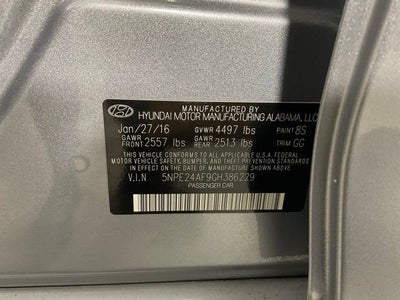 MANUFACTURED BY
HYUNDAI MOTOR MANUFACTURING ALABAMA, LLC
Jan/27/16 GVWR 4497 lbs PAINT 8S
GAWR FRONT 2557 lbs GAWR REAR 2513 lbs TRIM GG
THIS VEHICLE CONFORMS TO ALL APPLICABLE U.S. FEDERAL
MOTOR VEHICLE SAFETY, BUMPER, AND THEFT PREVENTION STANDARDS
IN EFFECT ON THE DATE OF MANUFACTURE SHOWN ABOVE.
V.I.N 5NPE24AF9GH386229
PASSENGER CAR